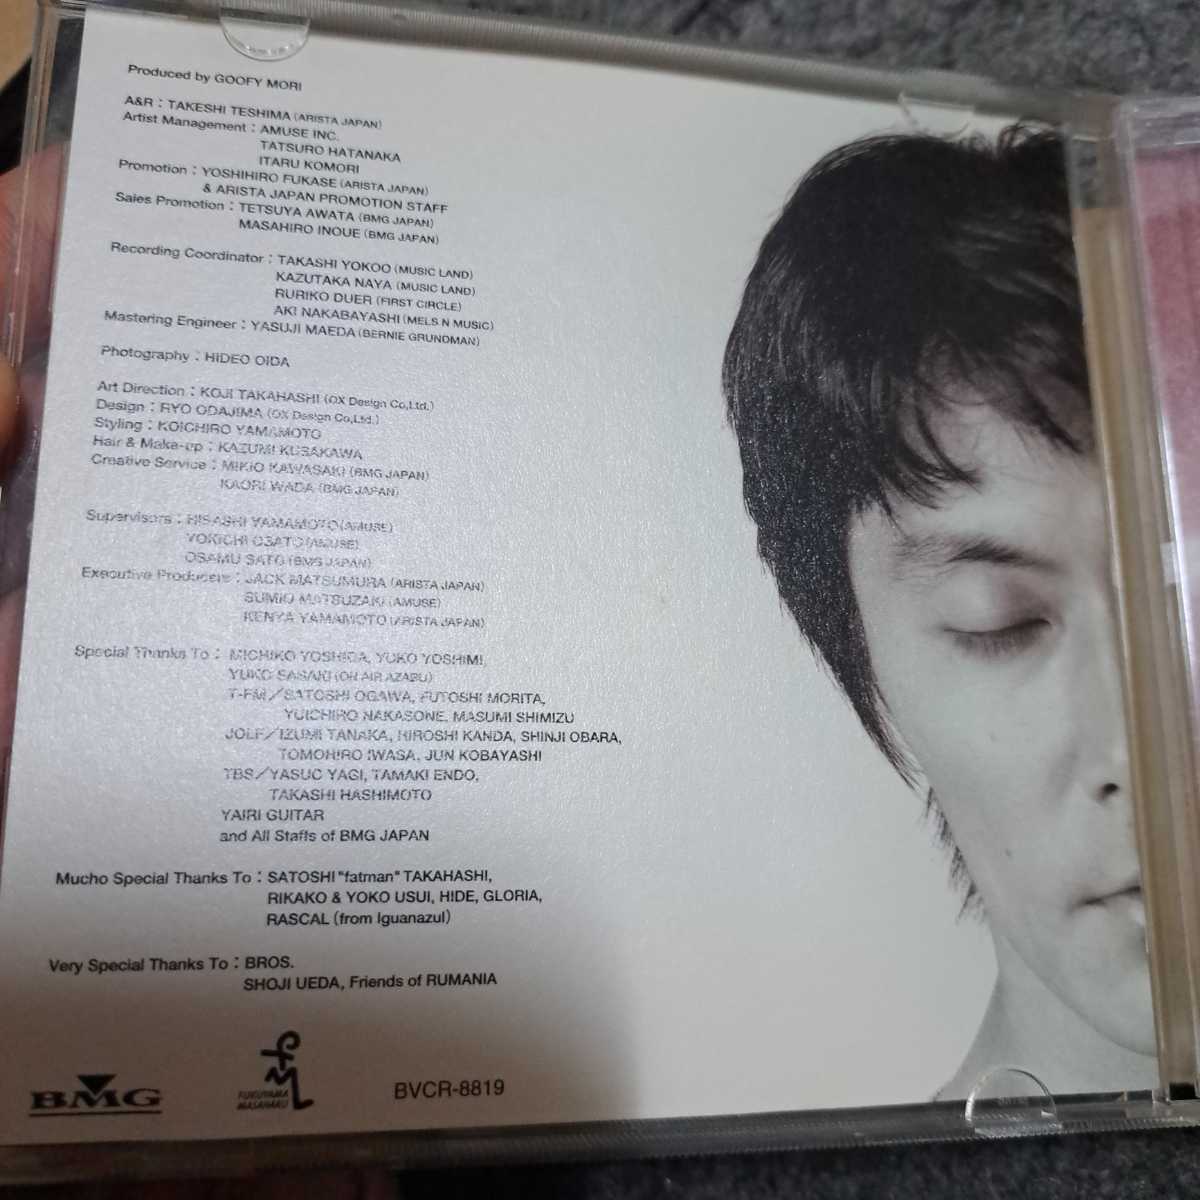 Produced by GOOFY MORI
A&R : TAKESHI TESHIMA (ARISTA JAPAN)
Artist Management : AMUSE INC.
TATSURO HATANAKA
ITARU KOMORI
Promotion : YOSHIHIRO FUKASE (ARISTA JAPAN)
& ARISTA JAPAN PROMOTION STAFF
Sales Promotion : TETSUYA AWATA (BMG JAPAN)
MASAHIRO INOUE (BMG JAPAN)
Recording Coordinator : TAKASHI YOKOO (MUSIC LAND)
KAZUTAKA NAYA (MUSIC LAND)
RURIKO DUER (FIRST CIRCLE)
AKI NAKABAYASHI (MELS N MUSIC)
Mastering Engineer : YASUJI MAEDA (BERNIE GRUNDMAN)
Photography : HIDEO OIDA
Art Direction : KOJI TAKAHASHI (OX Design Co,Ltd.)
Design : RYO ODAJIMA (OX Design Co,Ltd.)
Styling : KOICHIRO YAMAMOTO
Hair & Make-up : KAZUMI KUSAKAWA
Creative Service : MIKIO KAWASAKI (BMG JAPAN)
KAORI WADA (BMG JAPAN)
Supervisors : HISASHI YAMAMOTO (AMUSE)
YOKICHI OSATO (AMUSE)
OSAMU SATO (BMG JAPAN)
Executive Producers : JACK MATSUMURA (ARISTA JAPAN)
SUMIO MATSUZAKI (AMUSE)
KENYA YAMAMOTO (ARISTA JAPAN)
Special Thanks To : MICHIKO YOSHIDA, YUKO YOSHIMI,
YUKO SASAKI (ON AIR AZABU)
T-FM／SATOSHI OGAWA, FUTOSHI MORITA,
YUICHIRO NAKASONE, MASUMI SHIMIZU
JOLF／IZUMI TANAKA, HIROSHI KANDA, SHINJI OBARA,
TOMOHIRO IWASA, JUN KOBAYASHI
TBS／YASUO YAGI, TAMAKI ENDO,
TAKASHI HASHIMOTO
YAIRI GUITAR
and All Staffs of BMG JAPAN
Mucho Special Thanks To : SATOSHI "fatman" TAKAHASHI,
RIKAKO & YOKO USUI, HIDE, GLORIA,
RASCAL (from Iguanazul)
Very Special Thanks To : BROS.
SHOJI UEDA, Friends of RUMANIA
BMG
FUKUYAMA
MASAHARU
BVCR-8819